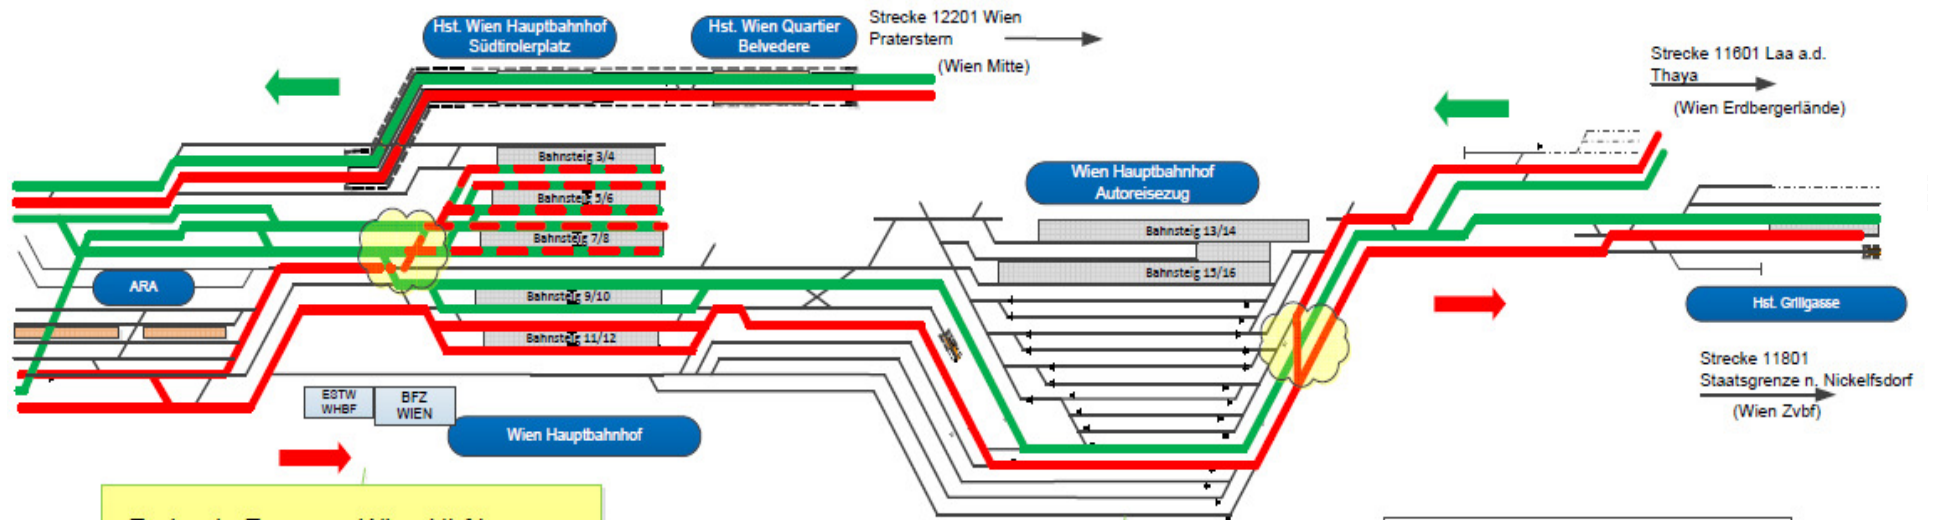 Hst. Wien Hauptbahnhof
Südtirolerplatz
Hst. Wien Quartier
Belvedere
Strecke 12201 Wien
Praterstern
(Wien Mitte)
Strecke 11601 Laa a.d.
Thaya
(Wien Erdbergerlände)
Bahnsteig 3/4
Bahnsteig 5/6
Bahnsteig 7/8
Bahnsteig 9/10
Bahnsteig 11/12
Wien Hauptbahnhof
Autoreisezug
Bahnsteig 13/14
Bahnsteig 15/16
ARA
Hst. Grillgasse
Strecke 11801
Staatsgrenze n. Nickelfsdorf
(Wien Zvbf)
ESTW
WHBF
BFZ
WIEN
Wien Hauptbahnhof